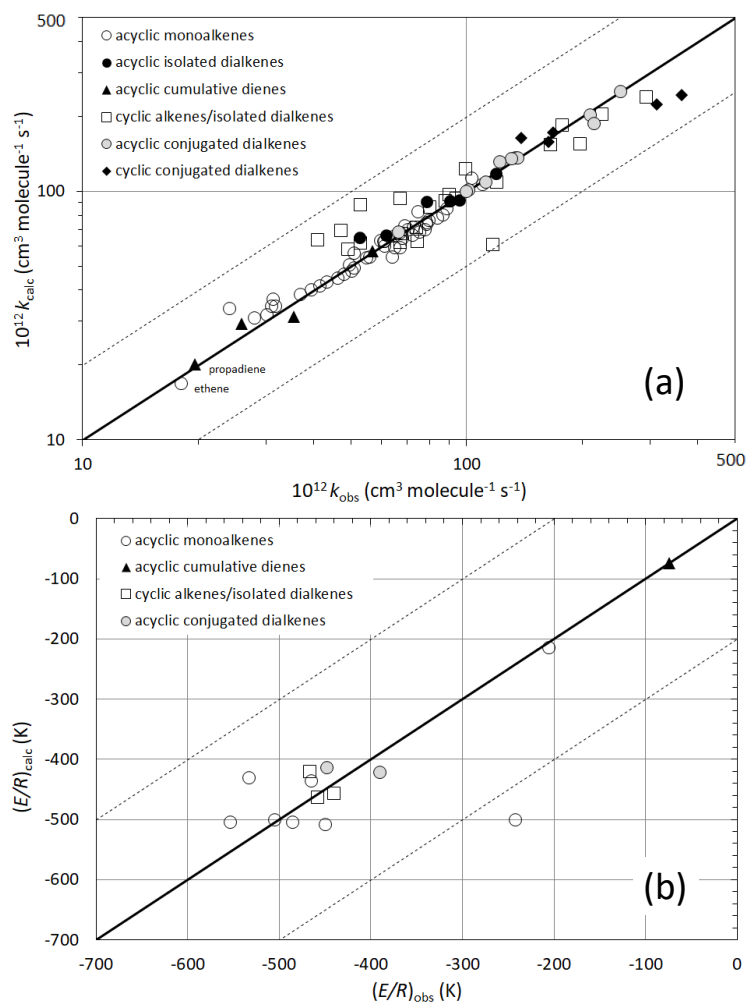 500
acyclic monoalkenes
acyclic isolated dialkenes
acyclic cumulative dienes
cyclic alkenes/isolated dialkenes
acyclic conjugated dialkenes
cyclic conjugated dialkenes
100
10¹² k_calc (cm³ molecule⁻¹ s⁻¹)
propadiene
ethene
(a)
10
10 100 500
10¹² k_obs (cm³ molecule⁻¹ s⁻¹)
0
acyclic monoalkenes
acyclic cumulative dienes
cyclic alkenes/isolated dialkenes
acyclic conjugated dialkenes
-100
-200
-300
-400
-500
-600
-700
(E/R)calc (K)
(b)
-700 -600 -500 -400 -300 -200 -100 0
(E/R)obs (K)